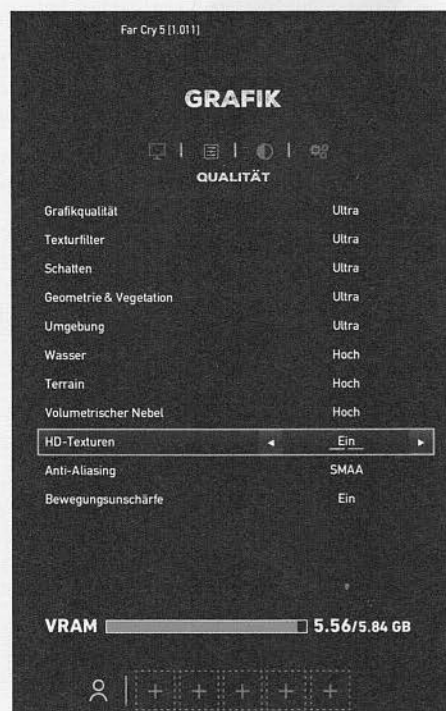 Far Cry 5 [1.011]
GRAFIK
QUALITÄT
Grafikqualität Ultra
Texturfilter Ultra
Schatten Ultra
Geometrie & Vegetation Ultra
Umgebung Ultra
Wasser Hoch
Terrain Hoch
Volumetrischer Nebel Hoch
HD-Texturen Ein
Anti-Aliasing SMAA
Bewegungsunschärfe Ein
VRAM 5.56/5.84 GB